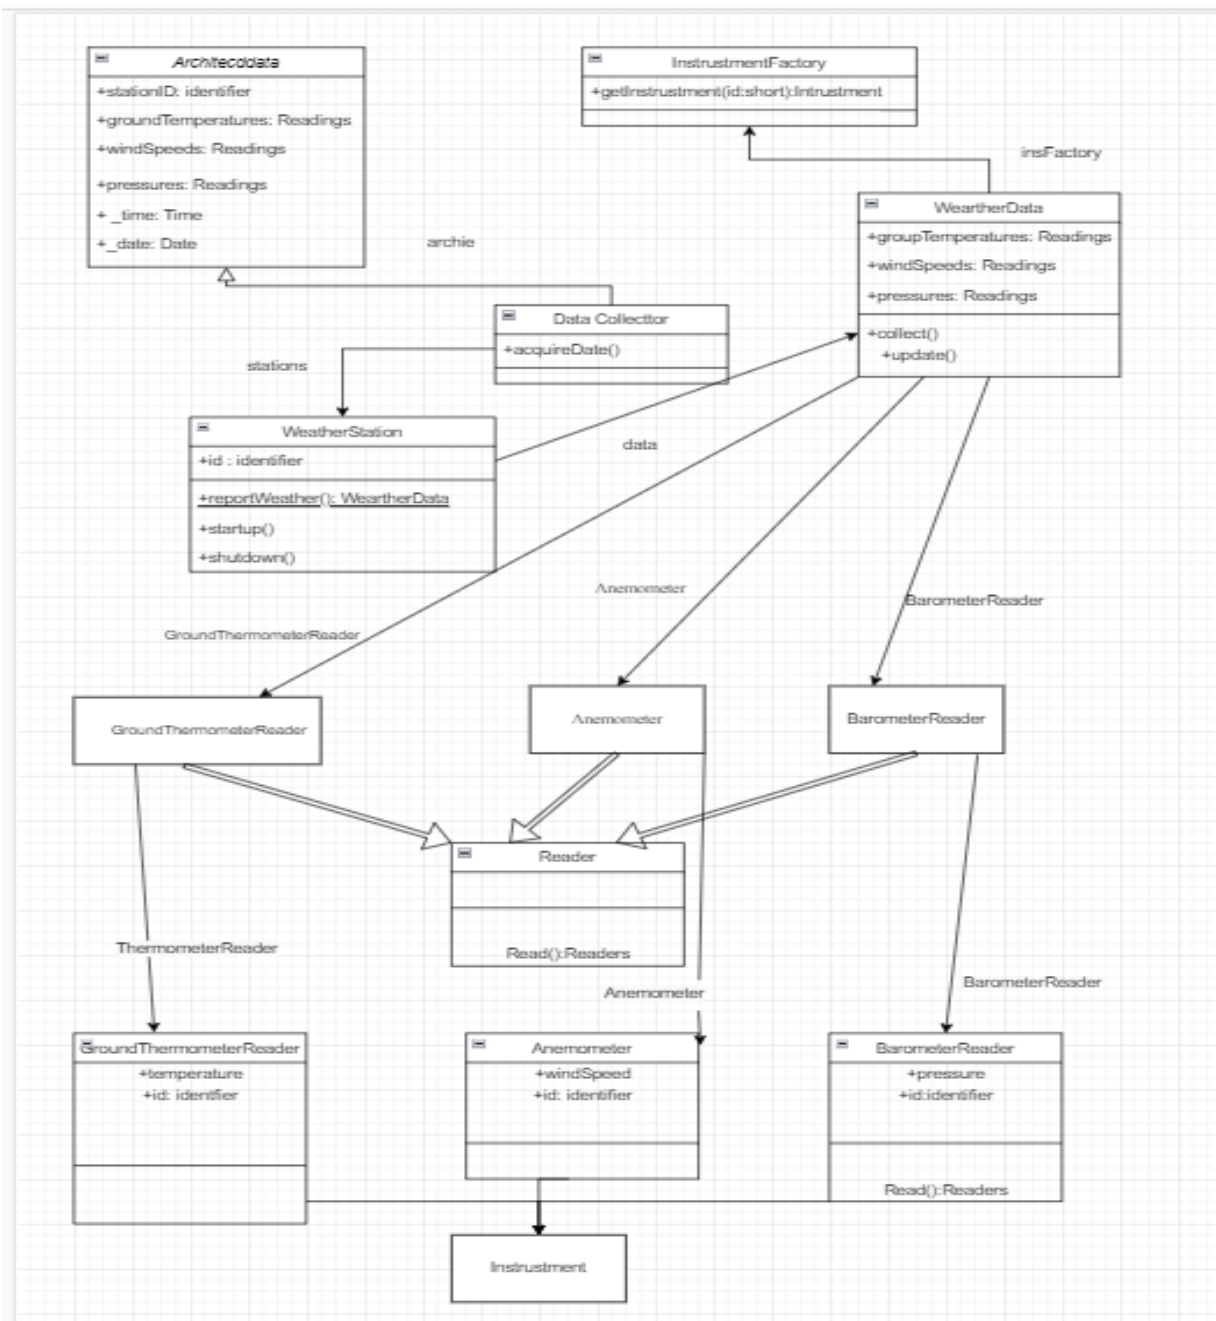 Architecddata
+stationID: identifier
+groundTemperatures: Readings
+windSpeeds: Readings
+pressures: Readings
+ _time: Time
+_date: Date
InstrustmentFactory
+getInstrustment(id:short):Intrustment
insFactory
WeartherData
+groupTemperatures: Readings
+windSpeeds: Readings
+pressures: Readings
+collect()
+update()
archie
Data Collecttor
+acquireDate()
stations
WeatherStation
+id : identifier
+reportWeather(): WeartherData
+startup()
+shutdown()
data
Anemometer
BarometerReader
GroundThermometerReader
GroundThermometerReader
Anemometer
BarometerReader
Reader
Read():Readers
ThermometerReader
Anemometer
BarometerReader
GroundThermometerReader
+temperature
+id: identfier
Anemometer
+windSpeed
+id: identifier
BarometerReader
+pressure
+id:identifier
Read():Readers
Instrustment